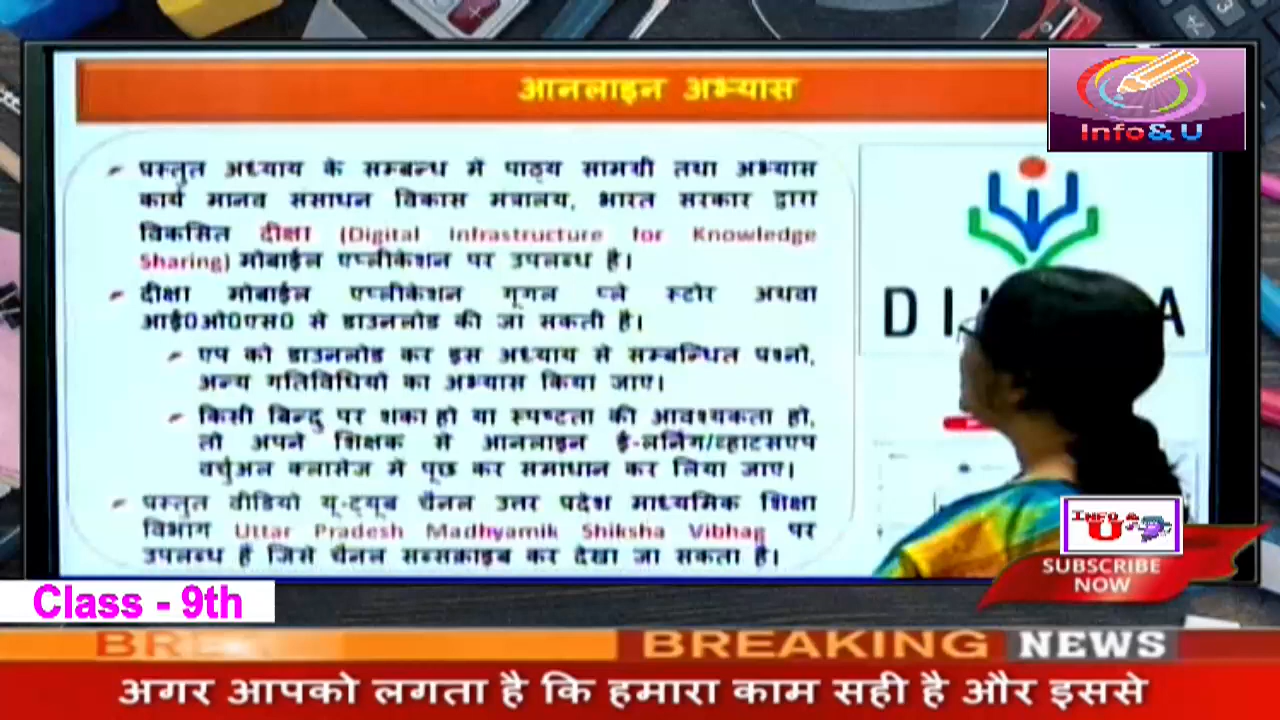 आनलाइन अभ्यास
Info & U
प्रस्तुत अध्याय के सम्बन्ध में पाठ्य सामग्री तथा अभ्यास
कार्य मानव संसाधन विकास मंत्रालय, भारत सरकार द्वारा
विकसित दीक्षा (Digital Infrastructure for Knowledge
Sharing) मोबाईल एप्लीकेशन पर उपलब्ध है।
दीक्षा मोबाईल एप्लीकेशन गूगल प्ले स्टोर अथवा
आई0ओ0एस0 से डाउनलोड की जा सकती है।
एप को डाउनलोड कर इस अध्याय से सम्बन्धित प्रश्नों,
अन्य गतिविधियों का अभ्यास किया जाए।
किसी बिन्दु पर शंका हो या स्पष्टता की आवश्यकता हो,
तो अपने शिक्षक से आनलाइन ई-लर्निंग/व्हाटसएप
वर्चुअल क्लासेज में पूछ कर समाधान कर लिया जाए।
प्रस्तुत वीडियो यू-ट्यूब चैनल उत्तर प्रदेश माध्यमिक शिक्षा
विभाग Uttar Pradesh Madhyamik Shiksha Vibhag पर
उपलब्ध है जिसे चैनल सब्सक्राइब कर देखा जा सकता है।
INFO &
U
SUBSCRIBE
NOW
Class - 9th
BREAKING NEWS
अगर आपको लगता है कि हमारा काम सही है और इससे